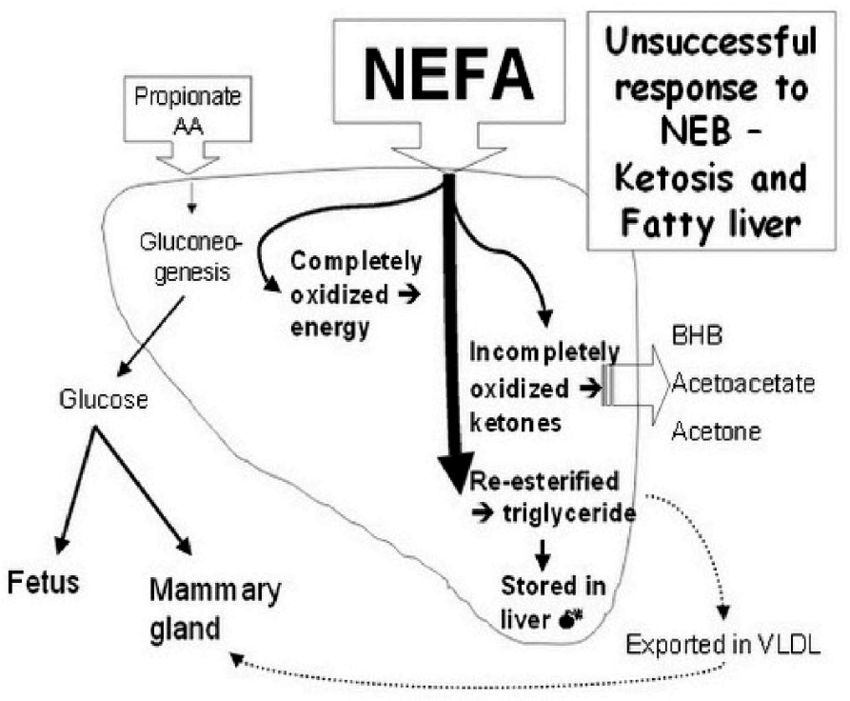 NEFA
Unsuccessful
response to
NEB –
Ketosis and
Fatty liver
Propionate
AA
Gluconeo-
genesis
Completely
oxidized ➔
energy
Incompletely
oxidized ➔
ketones
BHB
Acetoacetate
Acetone
Glucose
Re-esterified
➔ triglyceride
Stored in
liver 💣
Fetus
Mammary
gland
Exported in VLDL